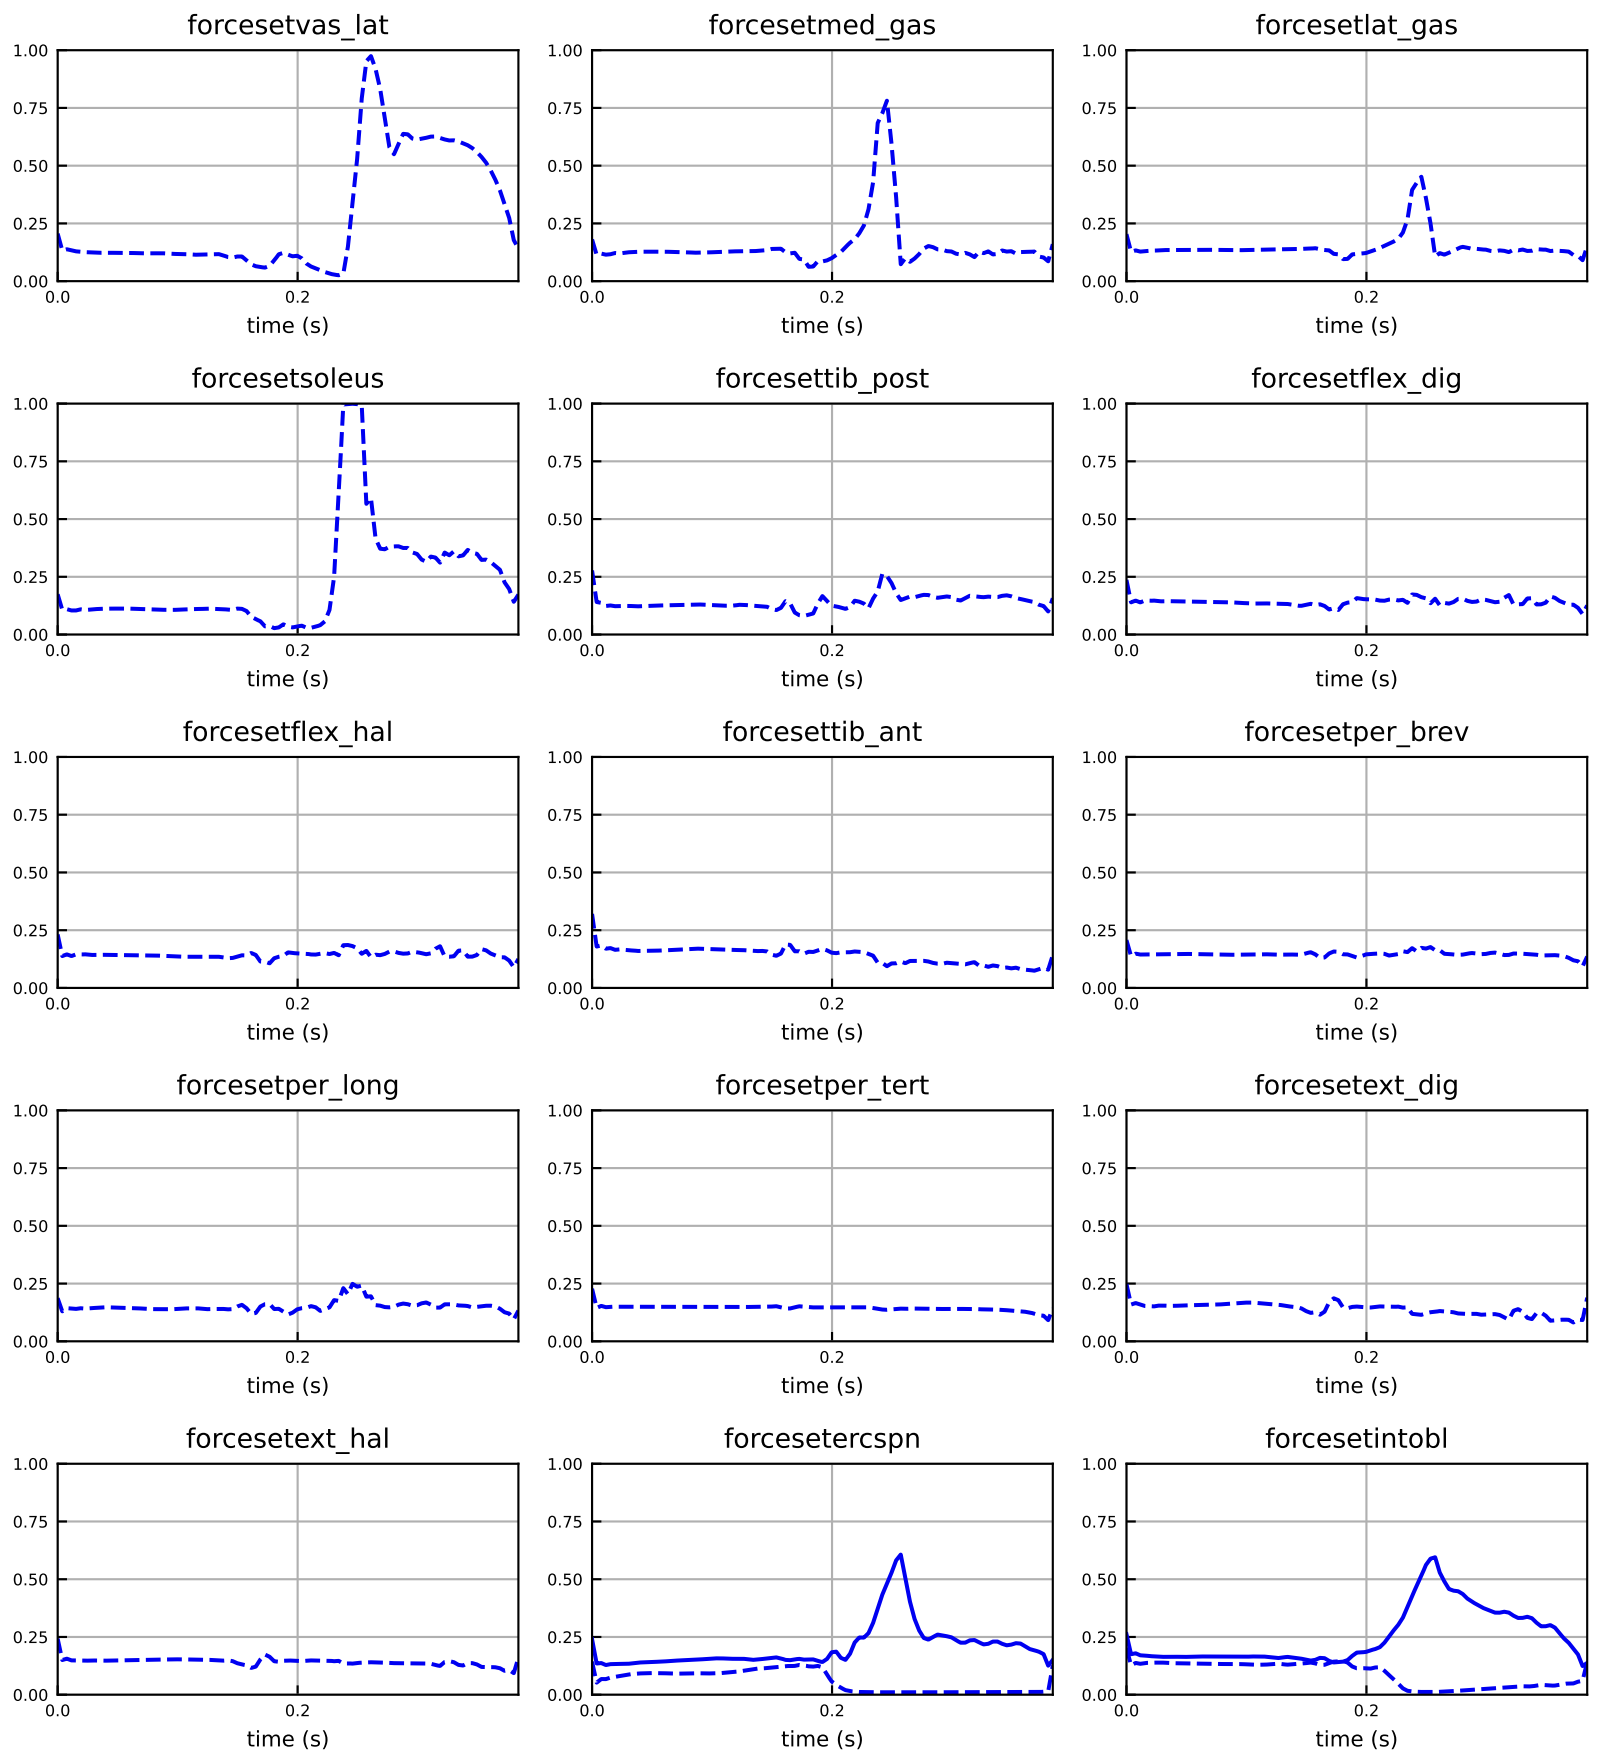 forcesetvas_lat forcesetmed_gas forcesetlat_gas
1.00 1.00 1.00
0.75 0.75 0.75
0.50 0.50 0.50
0.25 0.25 0.25
0.00 0.00 0.00
0.0 0.2 0.0 0.2 0.0 0.2
time (s) time (s) time (s)
forcesetsoleus forcesettib_post forcesetflex_dig
1.00 1.00 1.00
0.75 0.75 0.75
0.50 0.50 0.50
0.25 0.25 0.25
0.00 0.00 0.00
0.0 0.2 0.0 0.2 0.0 0.2
time (s) time (s) time (s)
forcesetflex_hal forcesettib_ant forcesetper_brev
1.00 1.00 1.00
0.75 0.75 0.75
0.50 0.50 0.50
0.25 0.25 0.25
0.00 0.00 0.00
0.0 0.2 0.0 0.2 0.0 0.2
time (s) time (s) time (s)
forcesetper_long forcesetper_tert forcesetext_dig
1.00 1.00 1.00
0.75 0.75 0.75
0.50 0.50 0.50
0.25 0.25 0.25
0.00 0.00 0.00
0.0 0.2 0.0 0.2 0.0 0.2
time (s) time (s) time (s)
forcesetext_hal forcesetercspn forcesetintobl
1.00 1.00 1.00
0.75 0.75 0.75
0.50 0.50 0.50
0.25 0.25 0.25
0.00 0.00 0.00
0.0 0.2 0.0 0.2 0.0 0.2
time (s) time (s) time (s)